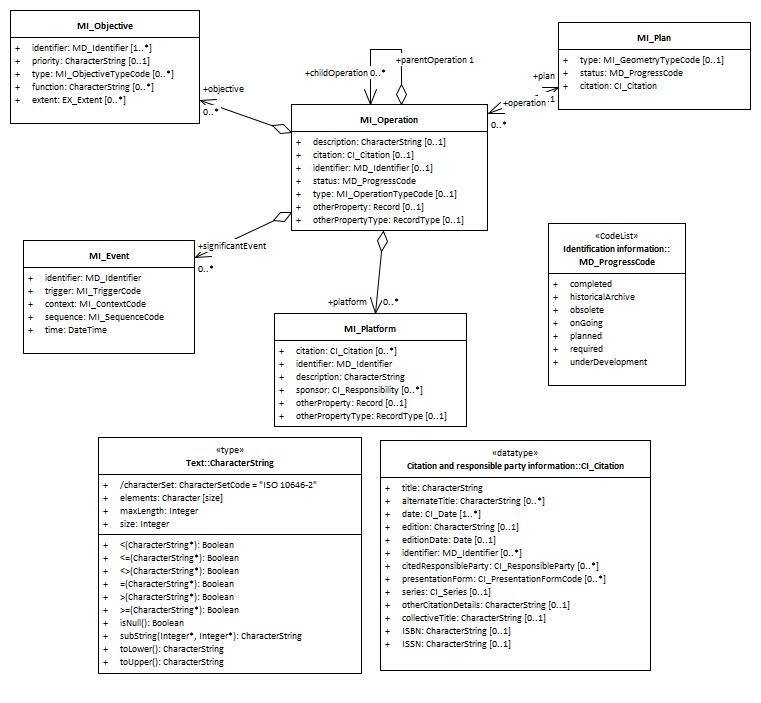 MI_Objective
+ identifier: MD_Identifier [1..*]
+ priority: CharacterString [0..1]
+ type: MI_ObjectiveTypeCode [0..*]
+ function: CharacterString [0..*]
+ extent: EX_Extent [0..*]
+objective
0..*
+childOperation 0..*
+parentOperation 1
MI_Plan
+ type: MI_GeometryTypeCode [0..1]
+ status: MD_ProgressCode
+ citation: CI_Citation
+plan
1
+operation
0..*
MI_Operation
+ description: CharacterString [0..1]
+ citation: CI_Citation [0..1]
+ identifier: MD_Identifier [0..1]
+ status: MD_ProgressCode
+ type: MI_OperationTypeCode [0..1]
+ otherProperty: Record [0..1]
+ otherPropertyType: RecordType [0..1]
+significantEvent
0..*
MI_Event
+ identifier: MD_Identifier
+ trigger: MI_TriggerCode
+ context: MI_ContextCode
+ sequence: MI_SequenceCode
+ time: DateTime
+platform 0..*
MI_Platform
+ citation: CI_Citation [0..*]
+ identifier: MD_Identifier
+ description: CharacterString
+ sponsor: CI_Responsibility [0..*]
+ otherProperty: Record [0..1]
+ otherPropertyType: RecordType [0..1]
«CodeList»
Identification information::
MD_ProgressCode
+ completed
+ historicalArchive
+ obsolete
+ onGoing
+ planned
+ required
+ underDevelopment
«type»
Text::CharacterString
+ /characterSet: CharacterSetCode = "ISO 10646-2"
+ elements: Character [size]
+ maxLength: Integer
+ size: Integer
+ <(CharacterString*): Boolean
+ <=(CharacterString*): Boolean
+ <>(CharacterString*): Boolean
+ =(CharacterString*): Boolean
+ >(CharacterString*): Boolean
+ >=(CharacterString*): Boolean
+ isNull(): Boolean
+ subString(Integer*, Integer*): CharacterString
+ toLower(): CharacterString
+ toUpper(): CharacterString
«datatype»
Citation and responsible party information::CI_Citation
+ title: CharacterString
+ alternateTitle: CharacterString [0..*]
+ date: CI_Date [1..*]
+ edition: CharacterString [0..1]
+ editionDate: Date [0..1]
+ identifier: MD_Identifier [0..*]
+ citedResponsibleParty: CI_ResponsibleParty [0..*]
+ presentationForm: CI_PresentationFormCode [0..*]
+ series: CI_Series [0..1]
+ otherCitationDetails: CharacterString [0..1]
+ collectiveTitle: CharacterString [0..1]
+ ISBN: CharacterString [0..1]
+ ISSN: CharacterString [0..1]